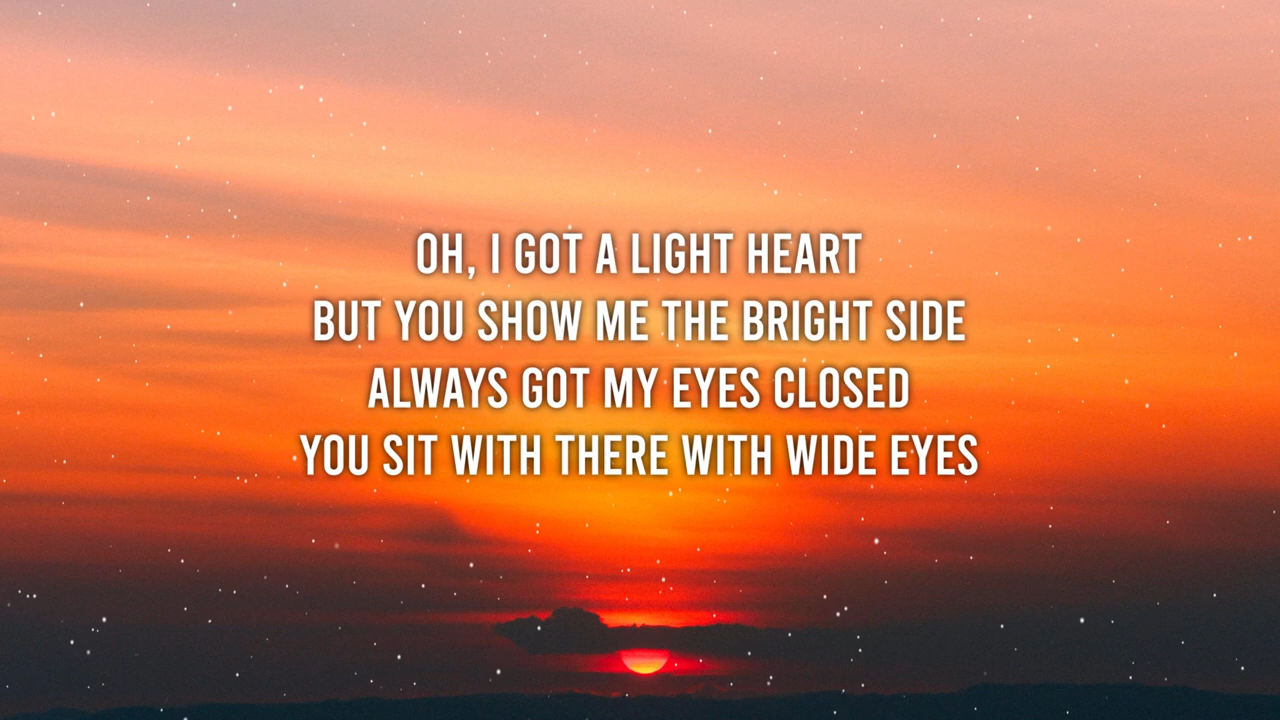 OH, I GOT A LIGHT HEART
BUT YOU SHOW ME THE BRIGHT SIDE
ALWAYS GOT MY EYES CLOSED
YOU SIT WITH THERE WITH WIDE EYES